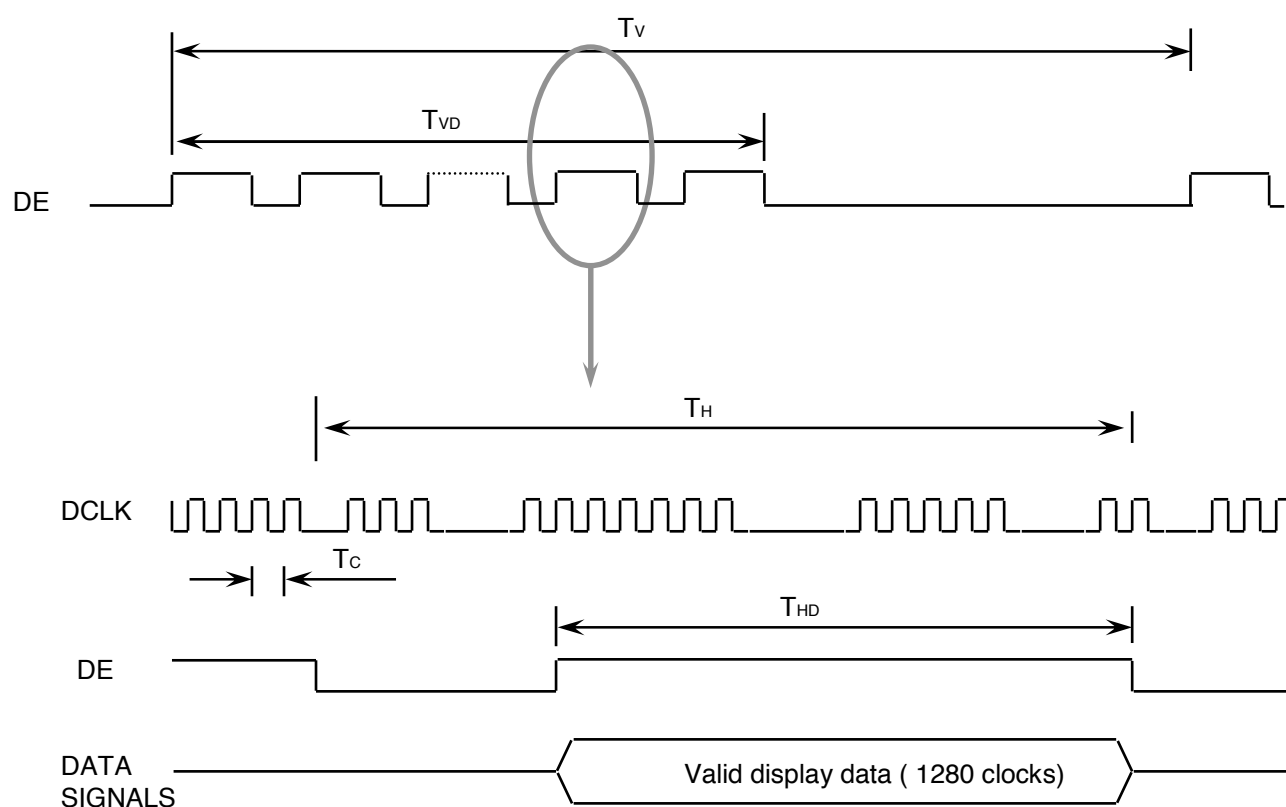 TV
TVD
DE
TH
DCLK
TC
THD
DE
DATA
SIGNALS
Valid display data ( 1280 clocks)